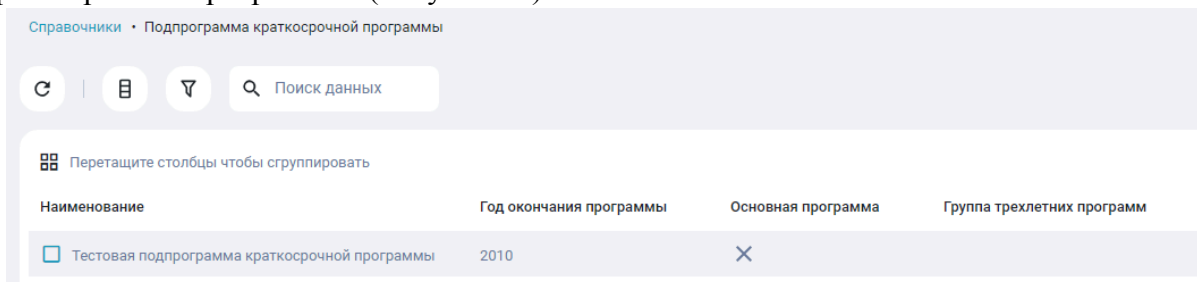 Справочники • Подпрограмма краткосрочной программы
Поиск данных
Перетащите столбцы чтобы сгруппировать
Наименование Год окончания программы Основная программа Группа трехлетних программ
Тестовая подпрограмма краткосрочной программы 2010